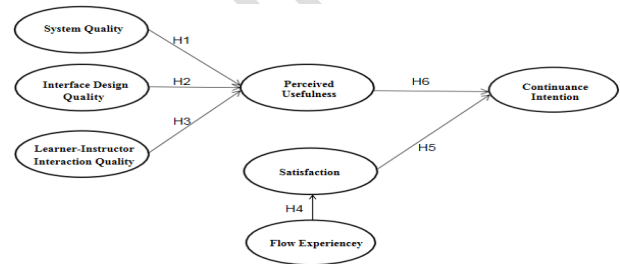 System Quality
H1
Interface Design
Quality
H2
Perceived
Usefulness
H6
Continuance
Intention
H3
Learner-Instructor
Interaction Quality
H5
Satisfaction
H4
Flow Experiencey